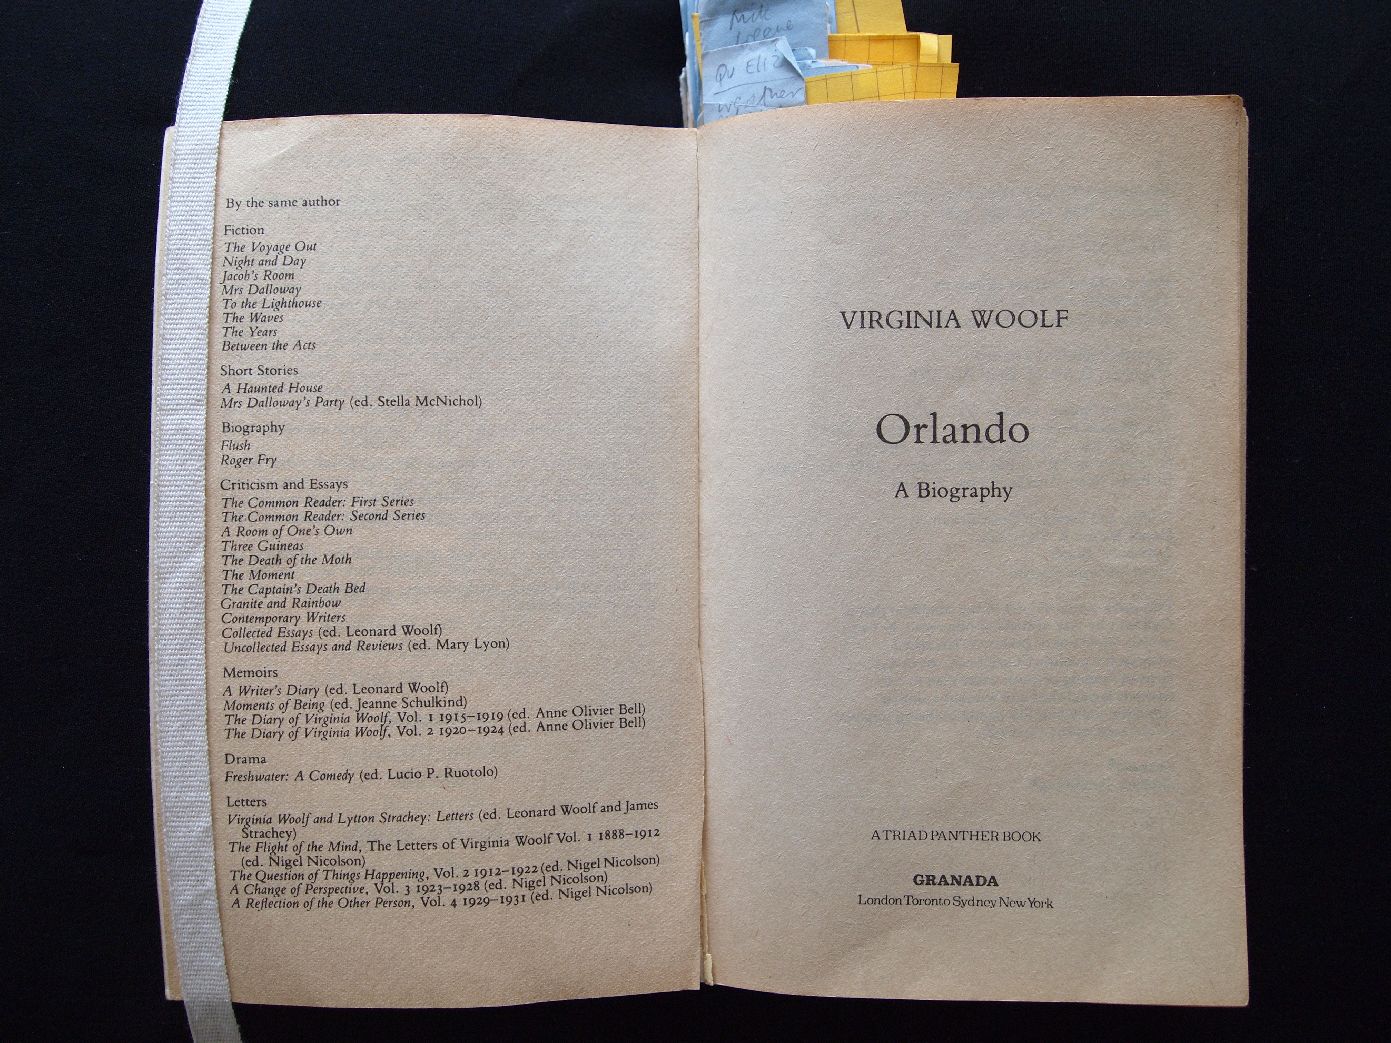 QU ELIZ
weather
By the same author
Fiction
The Voyage Out
Night and Day
Jacob's Room
Mrs Dalloway
To the Lighthouse
The Waves
The Years
Between the Acts
Short Stories
A Haunted House
Mrs Dalloway's Party (ed. Stella McNichol)
Biography
Flush
Roger Fry
Criticism and Essays
The Common Reader: First Series
The Common Reader: Second Series
A Room of One's Own
Three Guineas
The Death of the Moth
The Moment
The Captain's Death Bed
Granite and Rainbow
Contemporary Writers
Collected Essays (ed. Leonard Woolf)
Uncollected Essays and Reviews (ed. Mary Lyon)
Memoirs
A Writer's Diary (ed. Leonard Woolf)
Moments of Being (ed. Jeanne Schulkind)
The Diary of Virginia Woolf, Vol. 1 1915–1919 (ed. Anne Olivier Bell)
The Diary of Virginia Woolf, Vol. 2 1920–1924 (ed. Anne Olivier Bell)
Drama
Freshwater: A Comedy (ed. Lucio P. Ruotolo)
Letters
Virginia Woolf and Lytton Strachey: Letters (ed. Leonard Woolf and James
Strachey)
The Flight of the Mind, The Letters of Virginia Woolf Vol. 1 1888–1912
(ed. Nigel Nicolson)
The Question of Things Happening, Vol. 2 1912–1922 (ed. Nigel Nicolson)
A Change of Perspective, Vol. 3 1923–1928 (ed. Nigel Nicolson)
A Reflection of the Other Person, Vol. 4 1929–1931 (ed. Nigel Nicolson)
VIRGINIA WOOLF
Orlando
A Biography
A TRIAD PANTHER BOOK
GRANADA
London Toronto Sydney New York